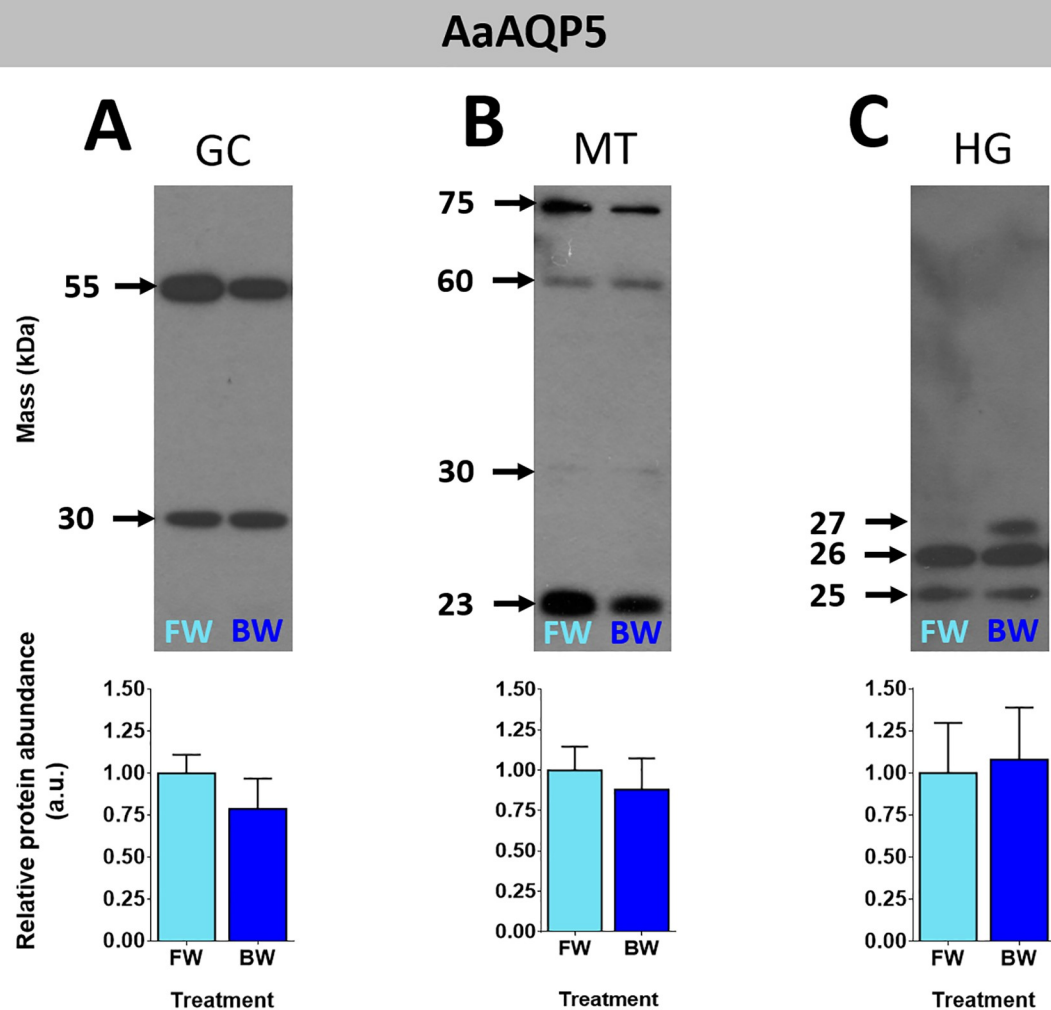 AaAQP5
A
GC
B
MT
C
HG
Mass (kDa)
55
30
FW BW
75
60
30
23
FW BW
27
26
25
FW BW
Relative protein abundance
(a.u.)
1.50
1.25
1.00
0.75
0.50
0.25
0.00
FW BW
Treatment
1.50
1.25
1.00
0.75
0.50
0.25
0.00
FW BW
Treatment
1.50
1.25
1.00
0.75
0.50
0.25
0.00
FW BW
Treatment